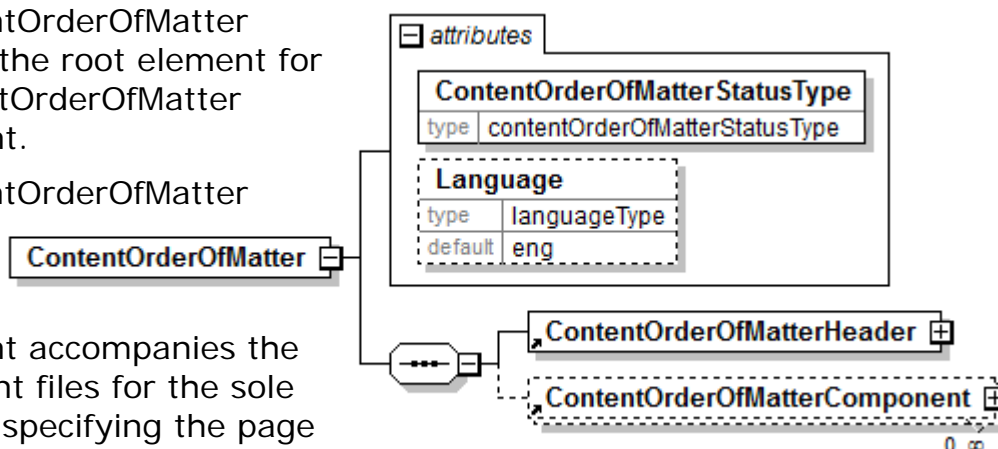 ntOrderOfMatter
the root element for
tOrderOfMatter
t.
ntOrderOfMatter
nt accompanies the
nt files for the sole
specifying the page
ContentOrderOfMatter
attributes
ContentOrderOfMatterStatusType
type contentOrderOfMatterStatusType
Language
type languageType
default eng
ContentOrderOfMatterHeader
ContentOrderOfMatterComponent